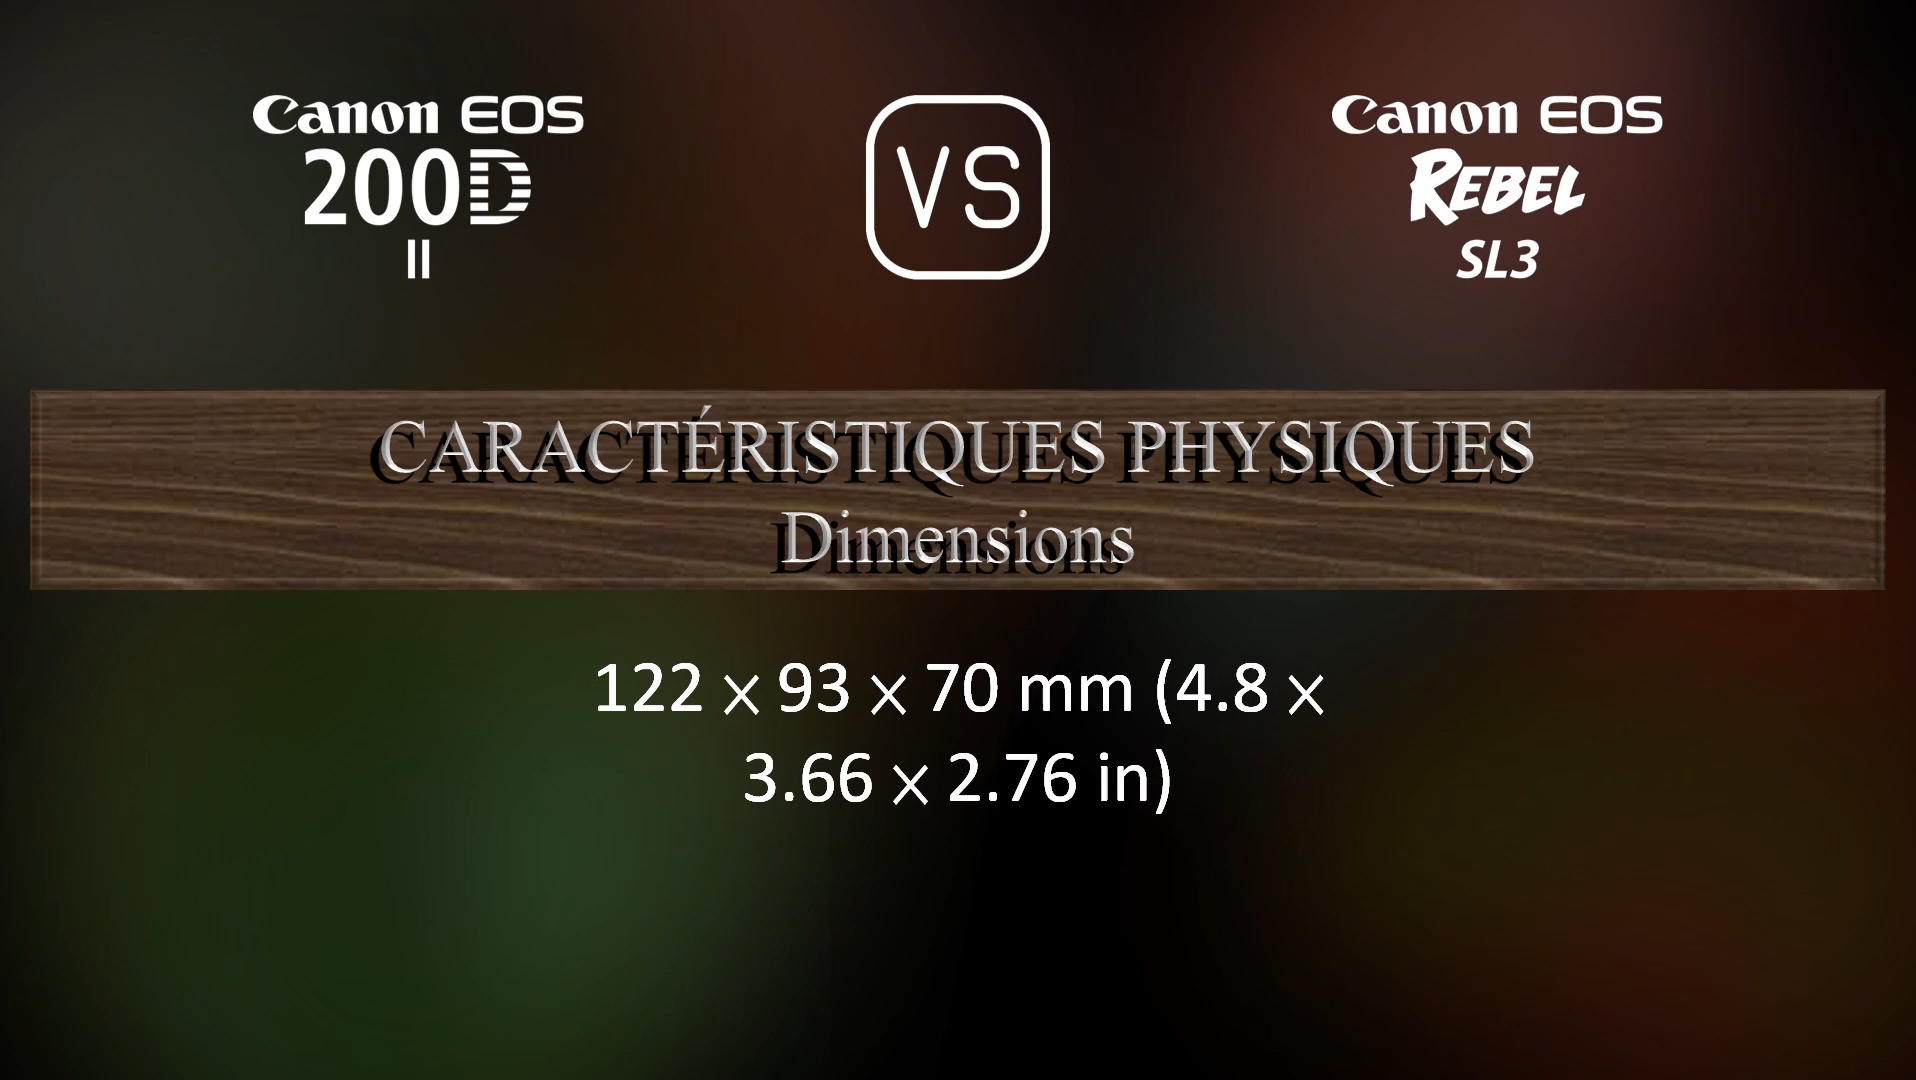 Canon EOS
200D
II
VS
Canon EOS
REBEL
SL3
CARACTÉRISTIQUES PHYSIQUES
Dimensions
122 x 93 x 70 mm (4.8 x
3.66 x 2.76 in)